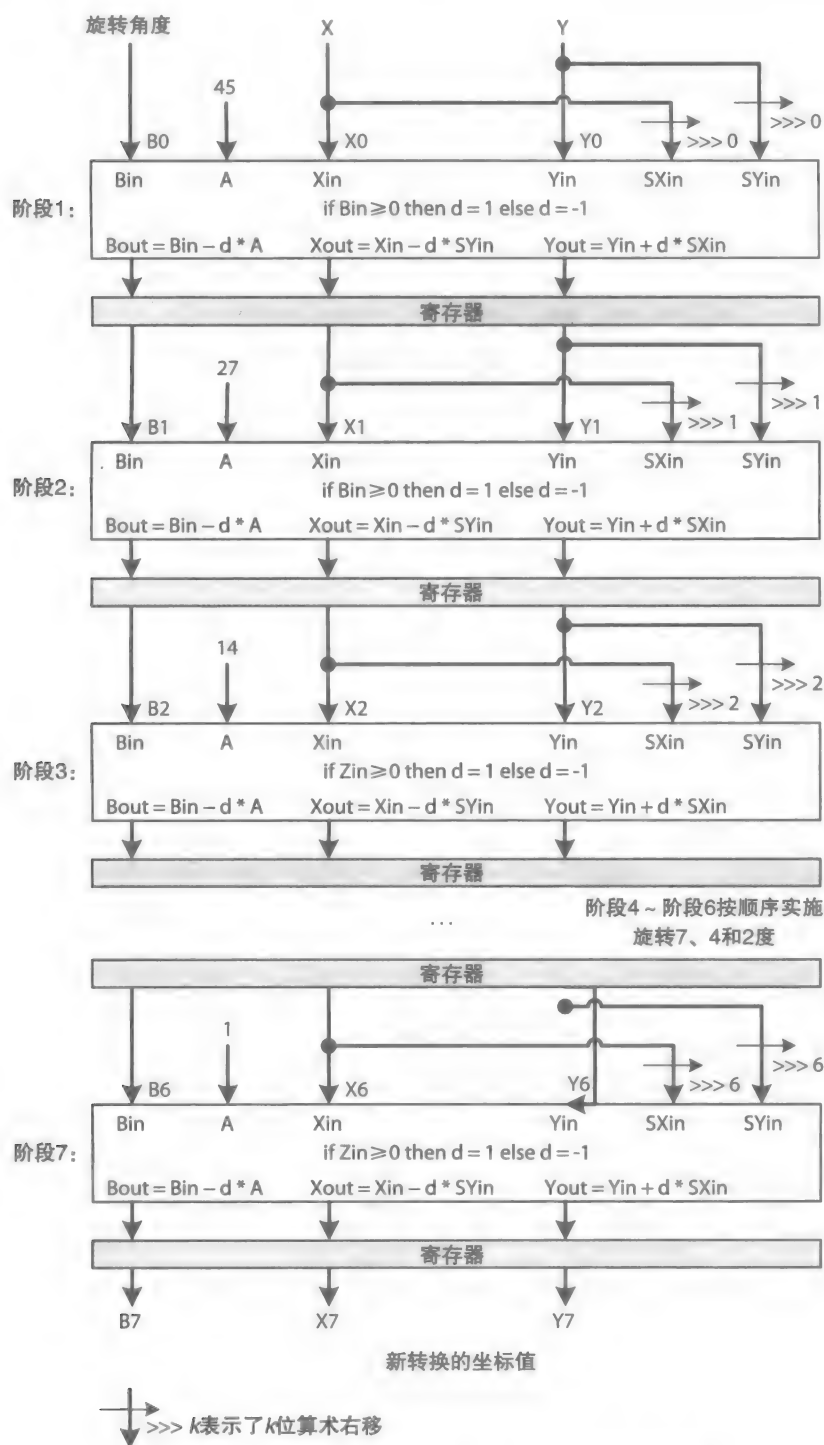 旋转角度 X Y
45
>>> 0 >>> 0
B0 X0 Y0
Bin A Xin Yin SXin SYin
阶段1： if Bin≥0 then d = 1 else d = -1
Bout = Bin – d * A Xout = Xin – d * SYin Yout = Yin + d * SXin
寄存器
27
>>> 1 >>> 1
B1 X1 Y1
Bin A Xin Yin SXin SYin
阶段2： if Bin≥0 then d = 1 else d = -1
Bout = Bin – d * A Xout = Xin – d * SYin Yout = Yin + d * SXin
寄存器
14
>>> 2 >>> 2
B2 X2 Y2
Bin A Xin Yin SXin SYin
阶段3： if Zin≥0 then d = 1 else d = -1
Bout = Bin – d * A Xout = Xin – d * SYin Yout = Yin + d * SXin
寄存器
...
阶段4 ~ 阶段6按顺序实施
旋转7、4和2度
寄存器
1
>>> 6 >>> 6
B6 X6 Y6
Bin A Xin Yin SXin SYin
阶段7： if Zin≥0 then d = 1 else d = -1
Bout = Bin – d * A Xout = Xin – d * SYin Yout = Yin + d * SXin
寄存器
B7 X7 Y7
新转换的坐标值
>>> k表示了k位算术右移